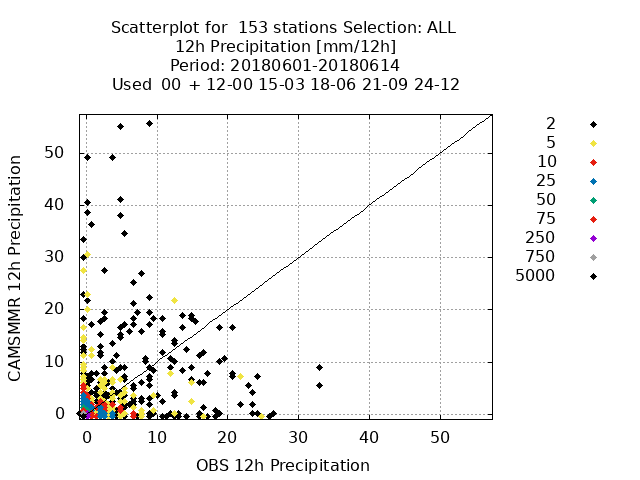 Scatterplot for  153 stations Selection: ALL
12h Precipitation [mm/12h]
Period: 20180601-20180614
Used  00 + 12-00 15-03 18-06 21-09 24-12
CAMSMMR 12h Precipitation
50
40
30
20
10
0
0 10 20 30 40 50
OBS 12h Precipitation
2
5
10
25
50
75
250
750
5000